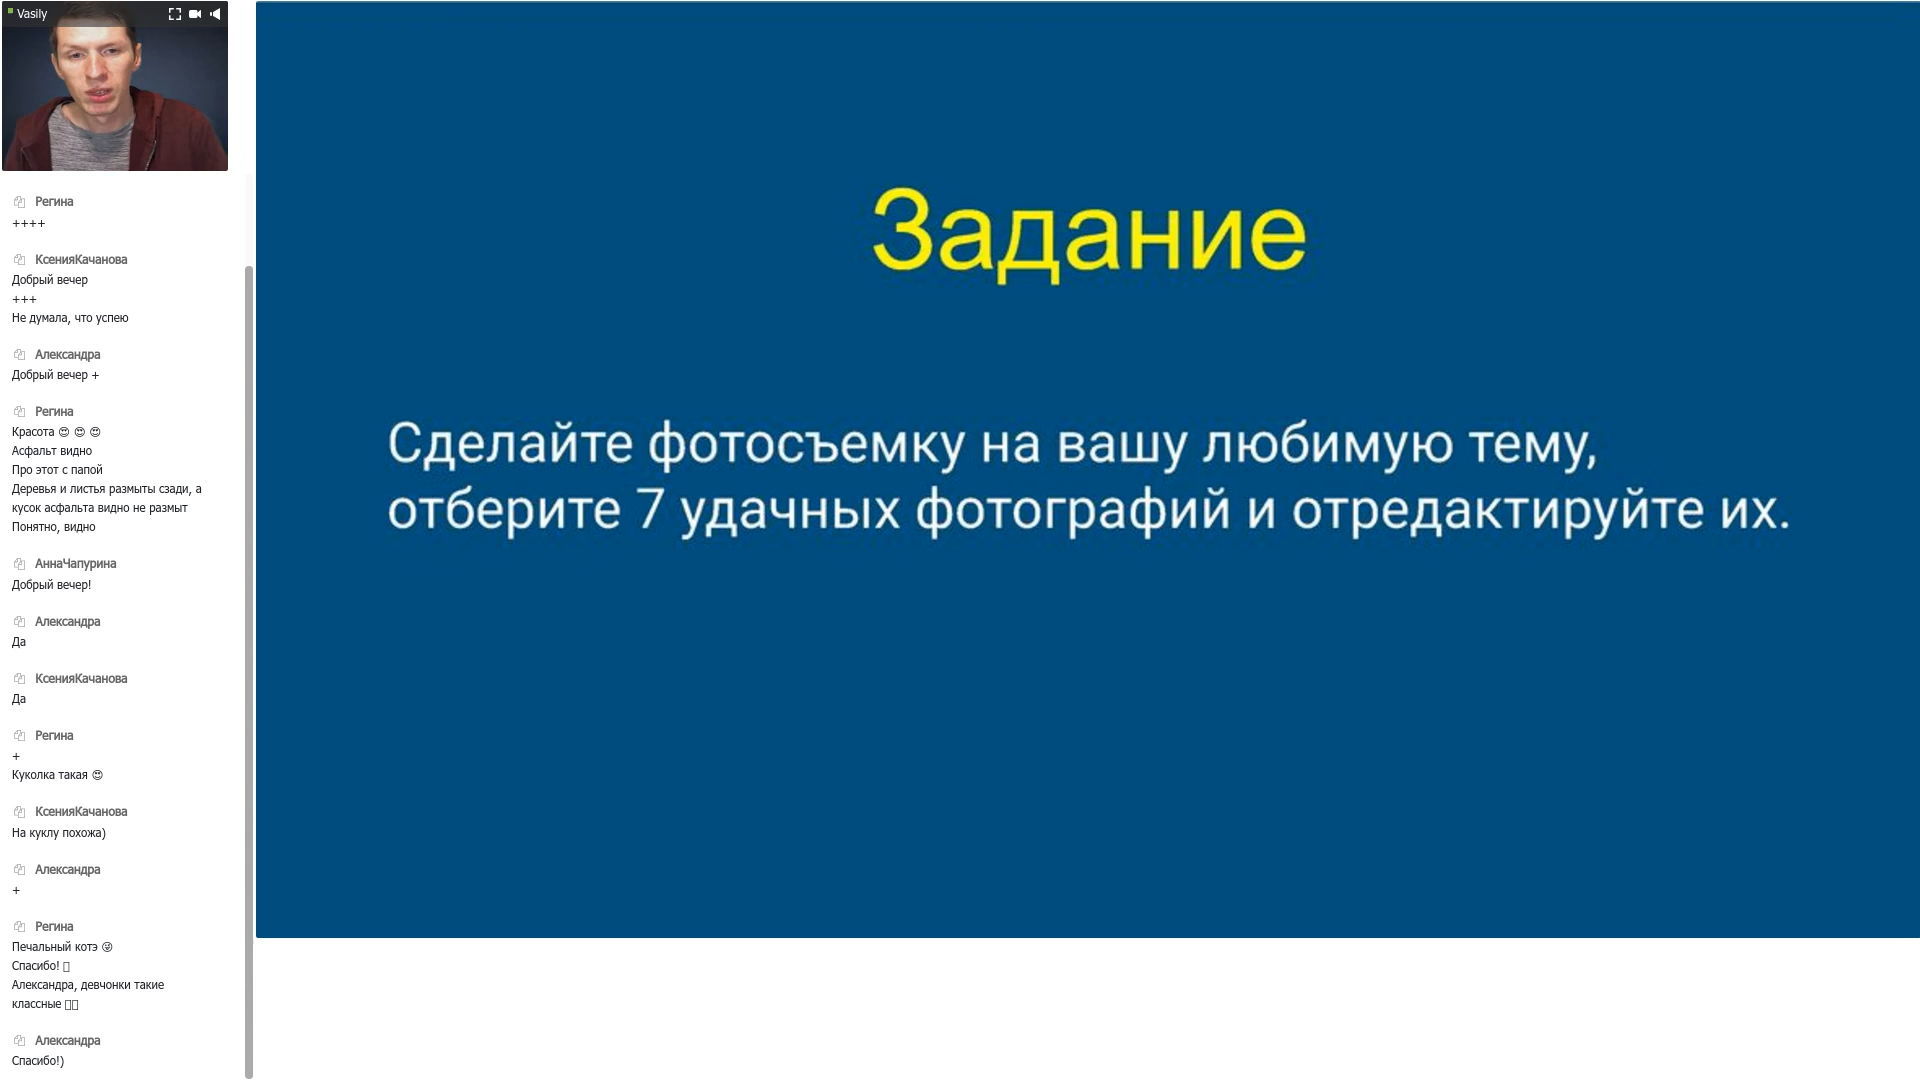 Vasily
Регина
++++
КсенияКачанова
Добрый вечер
+++
Не думала, что успею
Александра
Добрый вечер +
Регина
Красота 😍 😍 😍
Асфальт видно
Про этот с папой
Деревья и листья размыты сзади, а
кусок асфальта видно не размыт
Понятно, видно
АннаЧапурина
Добрый вечер!
Александра
Да
КсенияКачанова
Да
Регина
+
Куколка такая 😍
КсенияКачанова
На куклу похожа)
Александра
+
Регина
Печальный котэ 😜
Спасибо!
Александра, девчонки такие
классные
Александра
Спасибо!)
Задание
Сделайте фотосъемку на вашу любимую тему,
отберите 7 удачных фотографий и отредактируйте их.